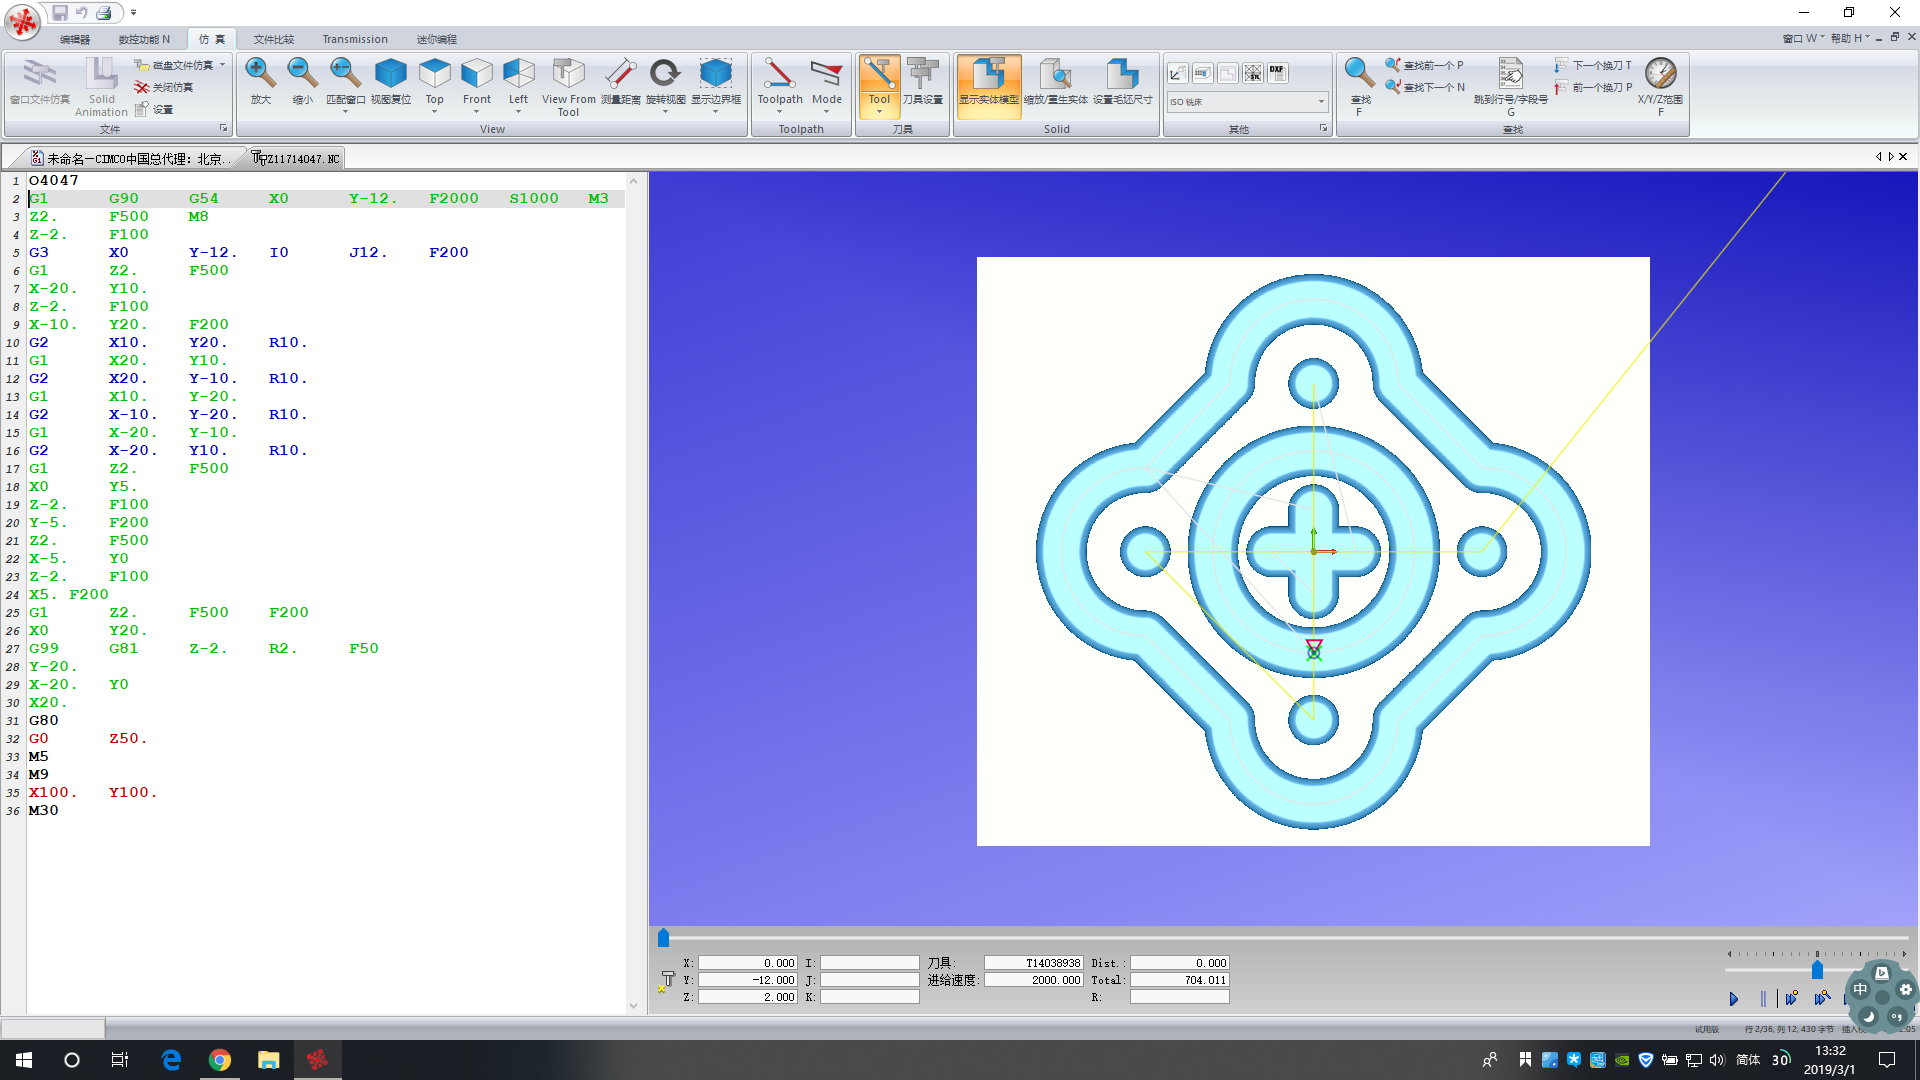 编辑器 数控功能 N 仿 真 文件比较 Transmission 迷你编程 窗口 W 帮助 H
窗口文件仿真
Solid Animation
磁盘文件仿真
关闭仿真
设置
文件
放大
缩小
匹配窗口
视图复位
Top
Front
Left
View From Tool
测量距离
旋转视图
显示边界框
View
Toolpath
Mode
Toolpath
Tool
刀具设置
刀具
显示实体模型
缩放/重生实体
设置毛坯尺寸
Solid
DXF
ISO 铣床
其他
查找 F
查找前一个 P
查找下一个 N
跳到行号/字段号 G
下一个换刀 T
前一个换刀 P
X/Y/Z范围 F
查找
未命名—CIMCO中国总代理: 北京..
Z11714047.NC
1 O4047
2 G1 G90 G54 X0 Y-12. F2000 S1000 M3
3 Z2. F500 M8
4 Z-2. F100
5 G3 X0 Y-12. I0 J12. F200
6 G1 Z2. F500
7 X-20. Y10.
8 Z-2. F100
9 X-10. Y20. F200
10 G2 X10. Y20. R10.
11 G1 X20. Y10.
12 G2 X20. Y-10. R10.
13 G1 X10. Y-20.
14 G2 X-10. Y-20. R10.
15 G1 X-20. Y-10.
16 G2 X-20. Y10. R10.
17 G1 Z2. F500
18 X0 Y5.
19 Z-2. F100
20 Y-5. F200
21 Z2. F500
22 X-5. Y0
23 Z-2. F100
24 X5. F200
25 G1 Z2. F500 F200
26 X0 Y20.
27 G99 G81 Z-2. R2. F50
28 Y-20.
29 X-20. Y0
30 X20.
31 G80
32 G0 Z50.
33 M5
34 M9
35 X100. Y100.
36 M30
X: 0.000 I: 刀具: T14038938 Dist.: 0.000
Y: -12.000 J: 进给速度: 2000.000 Total: 704.011
Z: 2.000 K: R:
中
试用版 行 2/36, 列 12, 430 字节
简体 30 13:32
2019/3/1